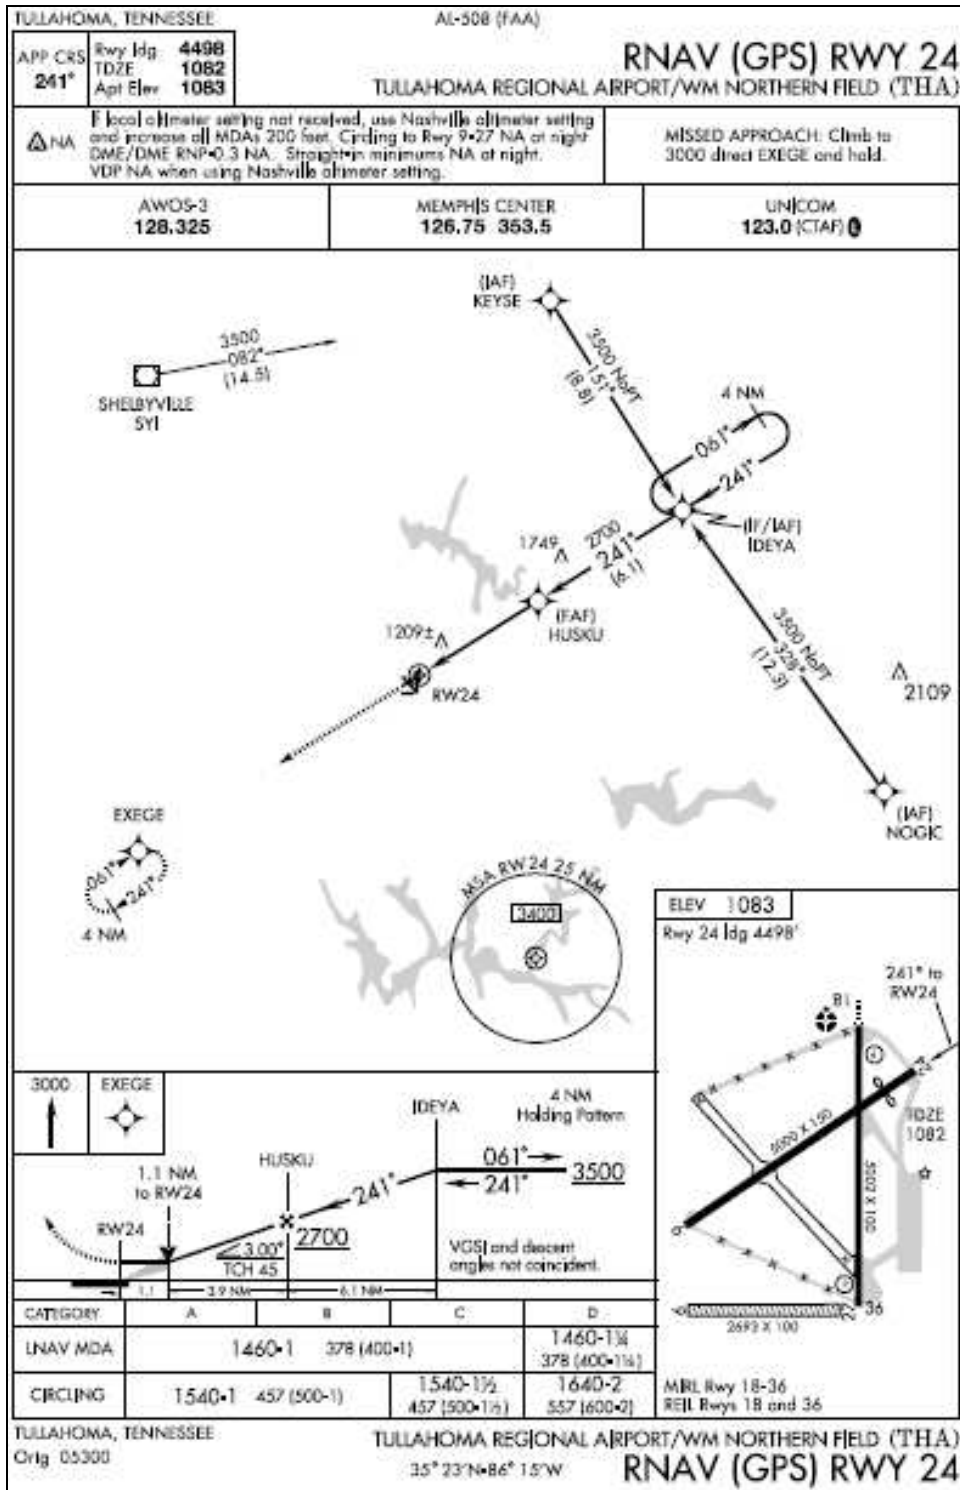 TULLAHOMA, TENNESSEE
AL-508 (FAA)
APP CRS
241°
Rwy ldg 4498
TDZE 1082
Apt Elev 1083
RNAV (GPS) RWY 24
TULLAHOMA REGIONAL AIRPORT/WM NORTHERN FIELD (THA)
A NA
If local altimeter setting not received, use Nashville altimeter setting
and increase all MDAs 200 feet. Circling to Rwy 9-27 NA at night
DME/DME RNP-0.3 NA. Straight-in minimums NA at night.
VDP NA when using Nashville altimeter setting.
MISSED APPROACH: Climb to
3000 direct EXEGE and hold.
AWOS-3
128.325
MEMPHIS CENTER
126.75 353.5
UNICOM
123.0 (CTAF) L
(IAF)
KEYSE
3500
082°
(14.5)
SHELBYVILLE
SYI
3500 NoPT
151°
(8.8)
4 NM
061°
241°
(IF/IAF)
IDEYA
2700
241°
(6.1)
1749
(FAF)
HUSKU
1209±
RW24
3500 NoPT
328°
(12.3)
2109
(IAF)
NOGIC
EXEGE
061°
241°
4 NM
MSA RW24 25 NM
3400
ELEV 1083
Rwy 24 ldg 4498'
241° to
RW24
81
24
5000 X 150
TDZE
1082
5002 X 100
6
36
2693 X 100
MIRL Rwy 18-36
REIL Rwys 18 and 36
3000
EXEGE
IDEYA
4 NM
Holding Pattern
HUSKU
1.1 NM
to RW24
061°
241°
3500
241°
RW24
2700
3.00°
TCH 45
VGSI and descent
angles not coincident.
1.1
3.9 NM
6.1 NM
CATEGORY A B C D
LNAV MDA 1460-1 378 (400-1) 1460-1¼
378 (400-1¼)
CIRCLING 1540-1 457 (500-1) 1540-1½
457 (500-1½)
1640-2
557 (600-2)
TULLAHOMA, TENNESSEE
Orig 05300
TULLAHOMA REGIONAL AIRPORT/WM NORTHERN FIELD (THA)
35°23'N-86°15'W
RNAV (GPS) RWY 24